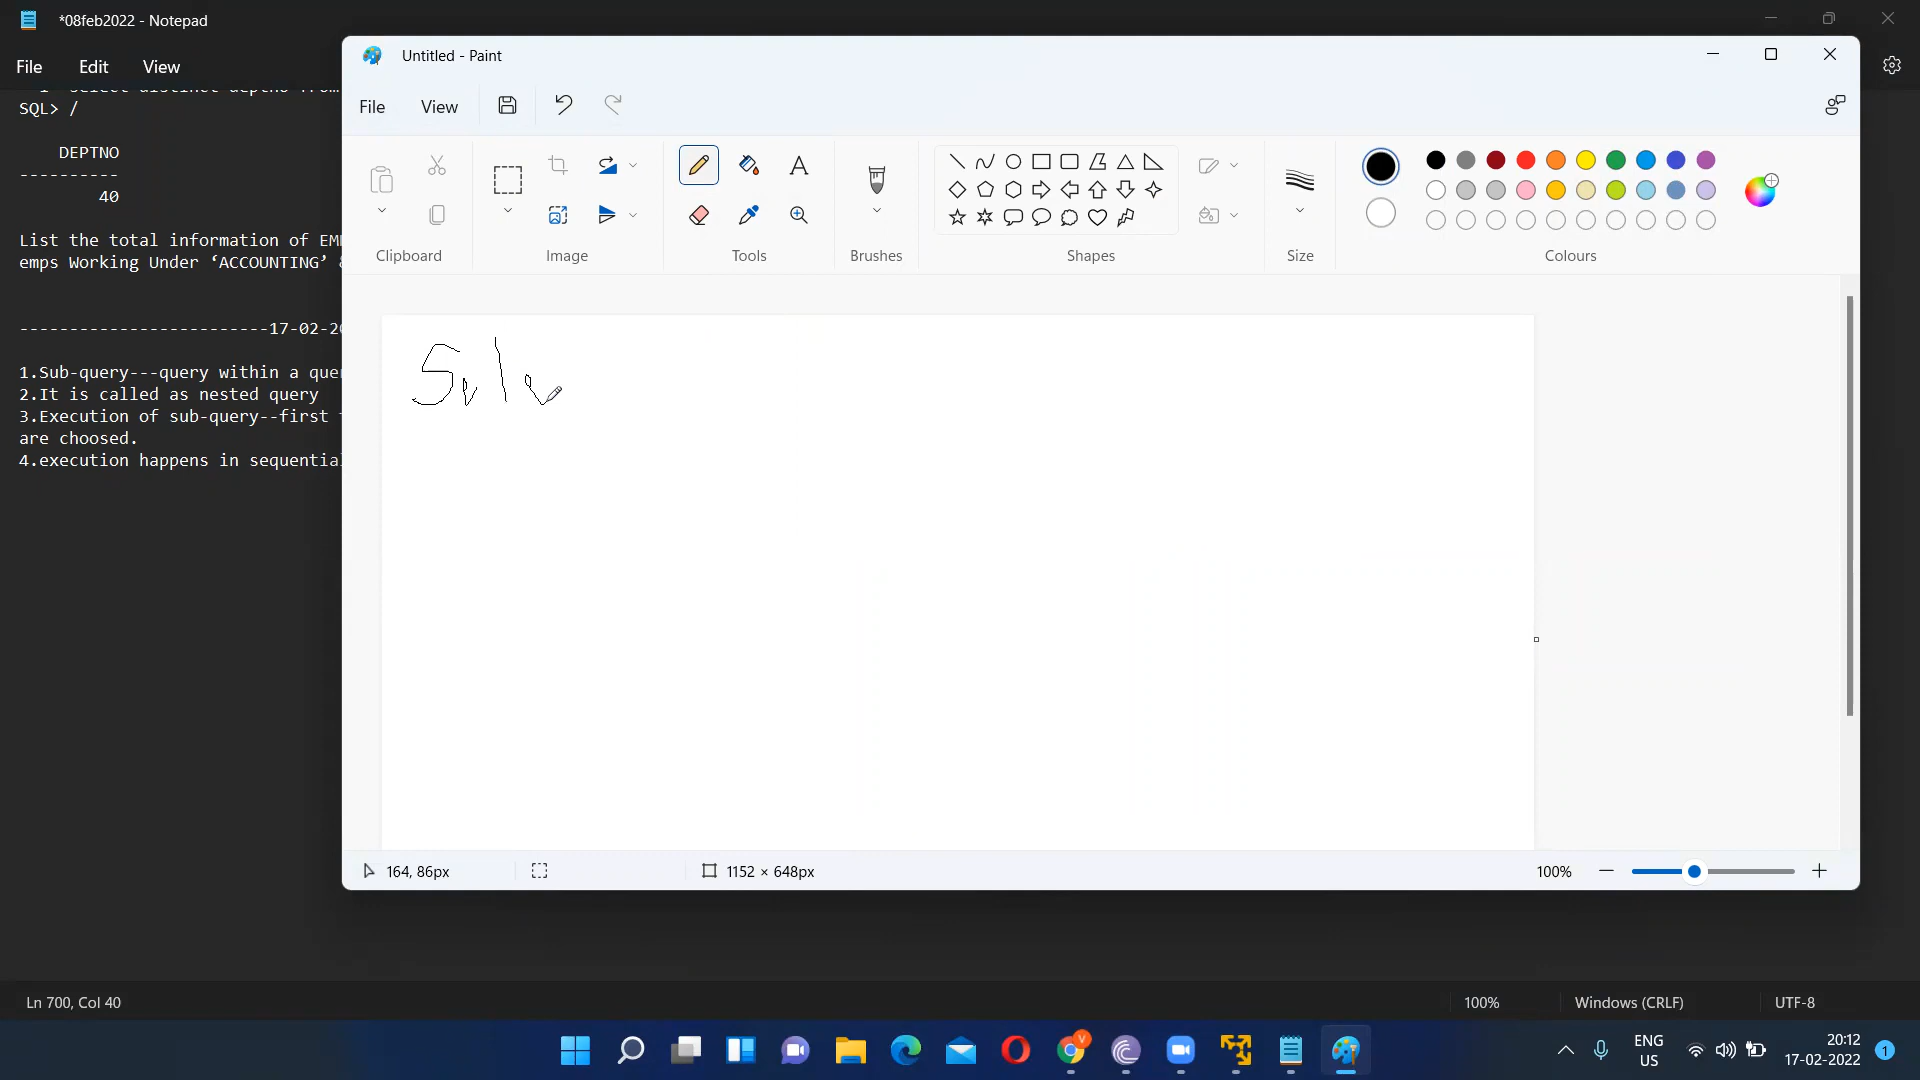 *08feb2022 - Notepad
File Edit View
SQL> /
DEPTNO
----------
40
List the total information of EM
emps Working Under ‘ACCOUNTING’
-------------------------17-02-20
1.Sub-query---query within a que
2.It is called as nested query
3.Execution of sub-query--first
are choosed.
4.execution happens in sequential
Untitled - Paint
File View
Clipboard Image Tools Brushes Shapes Size Colours
Sele
164, 86px 1152 × 648px 100%
Ln 700, Col 40 100% Windows (CRLF) UTF-8
ENG 20:12
US 17-02-2022 1